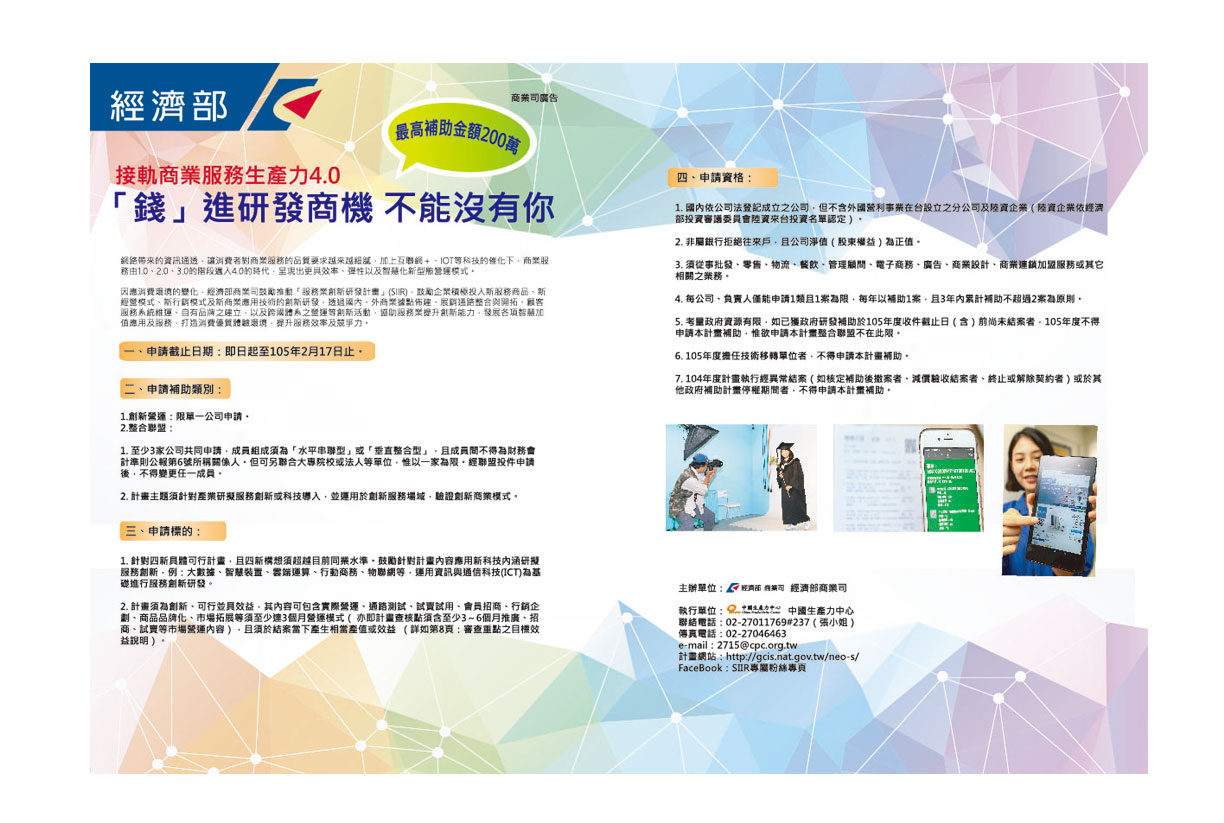 經濟部
商業司廣告
最高補助金額200萬
接軌商業服務生產力4.0
「錢」進研發商機 不能沒有你
網路帶來的資訊通透，讓消費者對商業服務的品質要求越來越細膩，加上互聯網＋、IOT等科技的催化下，商業服
務由1.0、2.0、3.0的階段邁入4.0的時代，呈現出更具效率、彈性以及智慧化新型態營運模式。
因應消費環境的變化，經濟部商業司鼓勵推動「服務業創新研發計畫」(SIIR)，鼓勵企業積極投入新服務商品、新
經營模式、新行銷模式及新商業應用技術的創新研發，透過國內、外商業據點佈建、展銷通路整合與開拓、顧客
服務系統維運、自有品牌之建立，以及跨國體系之營運等創新活動，協助服務業提升創新能力，發展各項智慧加
值應用及服務，打造消費優質體驗環境，提升服務效率及競爭力。
一、申請截止日期：即日起至105年2月17日止。
二、申請補助類別：
1.創新營運：限單一公司申請。
2.整合聯盟：
1. 至少3家公司共同申請，成員組成須為「水平串聯型」或「垂直整合型」，且成員間不得為財務會
計準則公報第6號所稱關係人。但可另聯合大專院校或法人等單位，惟以一家為限。經聯盟投件申請
後，不得變更任一成員。
2. 計畫主題須針對產業研擬服務創新或科技導入，並運用於創新服務場域，驗證創新商業模式。
三、申請標的：
1. 針對四新具體可行計畫，且四新構想須超越目前同業水準。鼓勵針對計畫內容應用新科技內涵研擬
服務創新，例：大數據、智慧裝置、雲端運算、行動商務、物聯網等，運用資訊與通信科技(ICT)為基
礎進行服務創新研發。
2. 計畫須為創新、可行並具效益，其內容可包含實際營運、通路測試、試賣試用、會員招商、行銷企
劃、商品品牌化、市場拓展等須至少達3個月營運模式（ 亦即計畫查核點須含至少3~6個月推廣、招
商、試賣等市場營運內容），且須於結案當下產生相當產值或效益 （詳如第8頁：審查重點之目標效
益說明）。
四、申請資格：
1. 國內依公司法登記成立之公司，但不含外國營利事業在台設立之分公司及陸資企業（陸資企業依經濟
部投資審議委員會陸資來台投資名單認定）。
2. 非屬銀行拒絕往來戶，且公司淨值（股東權益）為正值。
3. 須從事批發、零售、物流、餐飲、管理顧問、電子商務、廣告、商業設計、商業連鎖加盟服務或其它
相關之業務。
4. 每公司、負責人僅能申請1類且1案為限，每年以補助1案，且3年內累計補助不超過2案為原則。
5. 考量政府資源有限，如已獲政府研發補助於105年度收件截止日（含）前尚未結案者，105年度不得
申請本計畫補助，惟欲申請本計畫整合聯盟不在此限。
6. 105年度擔任技術移轉單位者，不得申請本計畫補助。
7. 104年度計畫執行經異常結案（如核定補助後撤案者、減價驗收結案者、終止或解除契約者）或於其
他政府補助計畫停權期間者，不得申請本計畫補助。
主辦單位： 經濟部 商業司 經濟部商業司
執行單位： 中國生產力中心 中國生產力中心
聯絡電話：02-27011769#237（張小姐）
傳真電話：02-27046463
e-mail：2715@cpc.org.tw
計畫網站：http://gcis.nat.gov.tw/neo-s/
FaceBook：SIIR專屬粉絲專頁